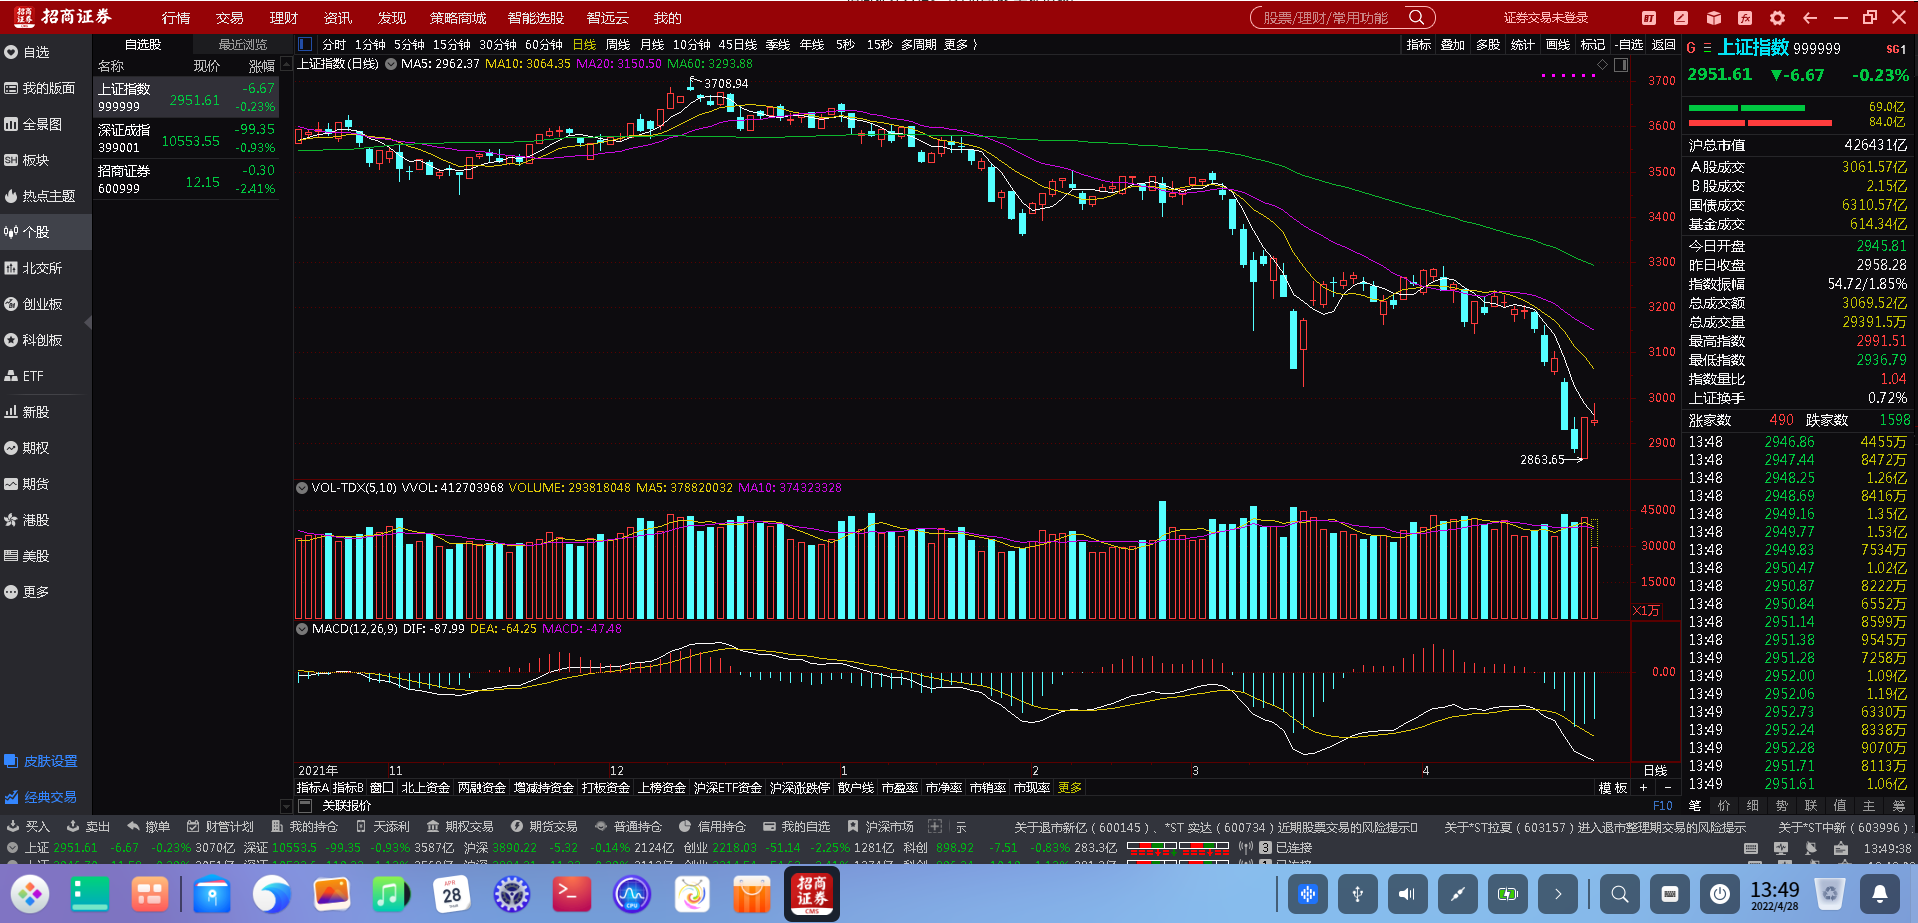 招商证券 行情 交易 理财 资讯 发现 策略商城 智能选股 智远云 我的 股票/理财/常用功能 证券交易未登录
自选
我的版面
全景图
SH 板块
热点主题
个股
北交所
创业板
科创板
ETF
新股
期权
期货
港股
美股
更多
皮肤设置
经典交易
自选股 最近浏览
名称 现价 涨幅
上证指数 999999 2951.61 -6.67 -0.23%
深证成指 399001 10553.55 -99.35 -0.93%
招商证券 600999 12.15 -0.30 -2.41%
分时 1分钟 5分钟 15分钟 30分钟 60分钟 日线 周线 月线 10分钟 45日线 季线 年线 5秒 15秒 多周期 更多 指标 叠加 多股 统计 画线 标记 -自选 返回
上证指数(日线) MA5: 2962.37 MA10: 3064.35 MA20: 3150.50 MA60: 3293.88
3708.94
2863.65
3700
3600
3500
3400
3300
3200
3100
3000
2900
VOL-TDX(5,10) VVOL: 412703968 VOLUME: 293818048 MA5: 378820032 MA10: 374323328
45000
30000
15000
X1万
MACD(12,26,9) DIF: -87.99 DEA: -64.25 MACD: -47.48
0.00
2021年 11 12 1 2 3 4 日线
指标A 指标B 窗口 北上资金 两融资金 增减持资金 打板资金 上榜资金 沪深ETF资金 沪深涨跌停 散户线 市盈率 市净率 市销率 市现率 更多 模板 + -
关联报价 F10
G 上证指数 999999 SG1
2951.61 ▼-6.67 -0.23%
69.0亿
84.0亿
沪总市值 426431亿
A股成交 3061.57亿
B股成交 2.15亿
国债成交 6310.57亿
基金成交 614.34亿
今日开盘 2945.81
昨日收盘 2958.28
指数振幅 54.72/1.85%
总成交额 3069.52亿
总成交量 29391.5万
最高指数 2991.51
最低指数 2936.79
指数量比 1.04
上证换手 0.72%
涨家数 490 跌家数 1598
13:48 2946.86 4455万
13:48 2947.44 8472万
13:48 2948.25 1.26亿
13:48 2948.69 8416万
13:48 2949.16 1.35亿
13:48 2949.77 1.53亿
13:48 2949.83 7534万
13:48 2950.47 1.02亿
13:48 2950.87 8222万
13:48 2950.84 6552万
13:48 2951.14 8599万
13:48 2951.38 9545万
13:49 2951.28 7258万
13:49 2952.00 1.09亿
13:49 2952.06 1.19亿
13:49 2952.73 6330万
13:49 2952.24 8338万
13:49 2952.28 9070万
13:49 2951.71 8113万
13:49 2951.61 1.06亿
笔 价 细 势 联 值 主 筹
买入 卖出 撤单 财管计划 我的持仓 天添利 期权交易 期货交易 普通持仓 信用持仓 我的自选 沪深市场 示 关于退市新亿（600145）、*ST 实达（600734）近期股票交易的风险提示 关于*ST拉夏（603157）进入退市整理期交易的风险提示 关于*ST中新（603996）
上证 2951.61 -6.67 -0.23% 3070亿 深证 10553.5 -99.35 -0.93% 3587亿 沪深 3890.22 -5.32 -0.14% 2124亿 创业 2218.03 -51.14 -2.25% 1281亿 科创 898.92 -7.51 -0.83% 283.3亿 3 已连接 13:49:38
APR 28
CPU
招商证券 CMS
13:49
2022/4/28